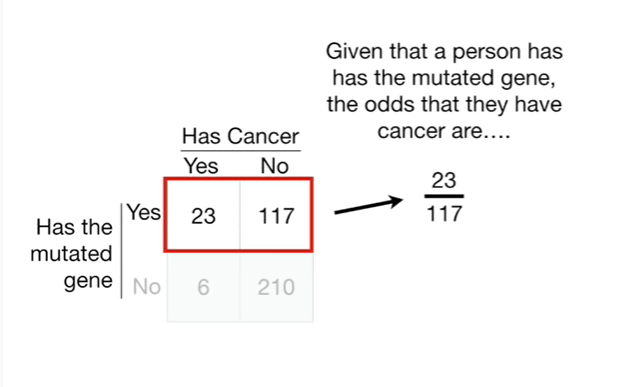 Given that a person has
has the mutated gene,
the odds that they have
cancer are....
Has Cancer
Yes No
Has the
mutated
gene
Yes 23 117
No 6 210
23
117